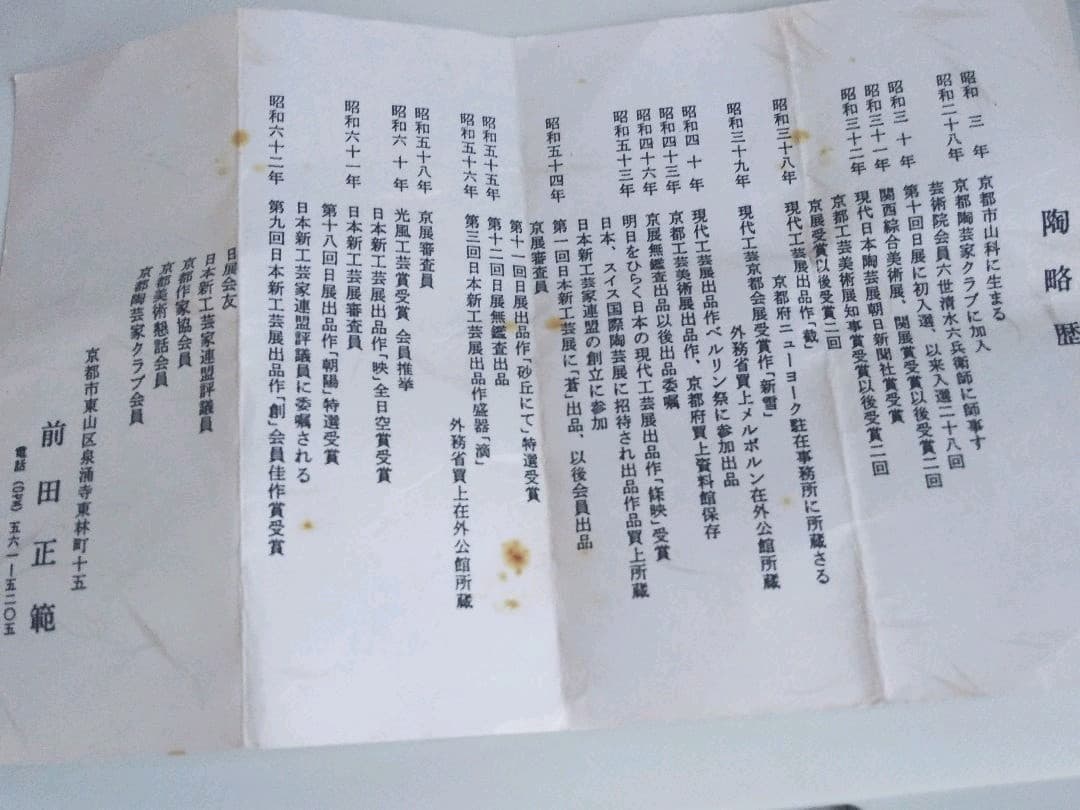 陶略歴
昭和三年 京都市山科に生まる
昭和二十八年 京都陶芸家クラブに加入
芸術院会員六世清水六兵衛師に師事す
昭和三十年 第十回日展に初入選、以来入選二十八回
昭和三十一年 関西綜合美術展、関展賞受賞以後受賞二回
昭和三十二年 現代日本陶芸展朝日新聞社賞受賞
京都工芸美術展知事賞受賞以後受賞二回
京展受賞以後受賞二回
昭和三十八年 現代工芸展出品作
京都府ニューヨーク駐在事務所に所蔵さる
昭和三十九年 現代工芸京都会展受賞作「新雪」
外務省買上メルボルン在外公館所蔵
昭和四十年 現代工芸展出品作ベルリン祭に参加出品
昭和四十三年 京都工芸美術展出品作、京都府買上資料館保存
昭和四十六年 京展無鑑査出品以後出品委嘱
昭和五十三年 明日をひらく日本の現代工芸展出品作 受賞
日本、スイス国際陶芸展に招待され出品作品買上所蔵
日本新工芸家連盟の創立に参加
昭和五十四年 第一回日本新工芸展に「蒼」出品、以後会員出品
京展審査員
第十一回日展出品作「砂丘にて」特選受賞
昭和五十五年 第十二回日展無鑑査出品
昭和五十六年 第三回日本新工芸展出品作盛器「滴」
外務省買上在外公館所蔵
昭和五十八年 京展審査員
昭和六十年 光風工芸賞受賞 会員推挙
日本新工芸展出品作「映」全日空賞受賞
昭和六十一年 日本新工芸展審査員
第十八回日展出品作「朝陽」特選受賞
日本新工芸家連盟評議員に委嘱される
昭和六十二年 第九回日本新工芸展出品作「創」会員佳作賞受賞
日展会友
日本新工芸家連盟評議員
京都作家協会員
京都美術懇話会員
京都陶芸家クラブ会員
京都市東山区泉涌寺東林町十五
前田正範
電話（075）五六一―五二〇五